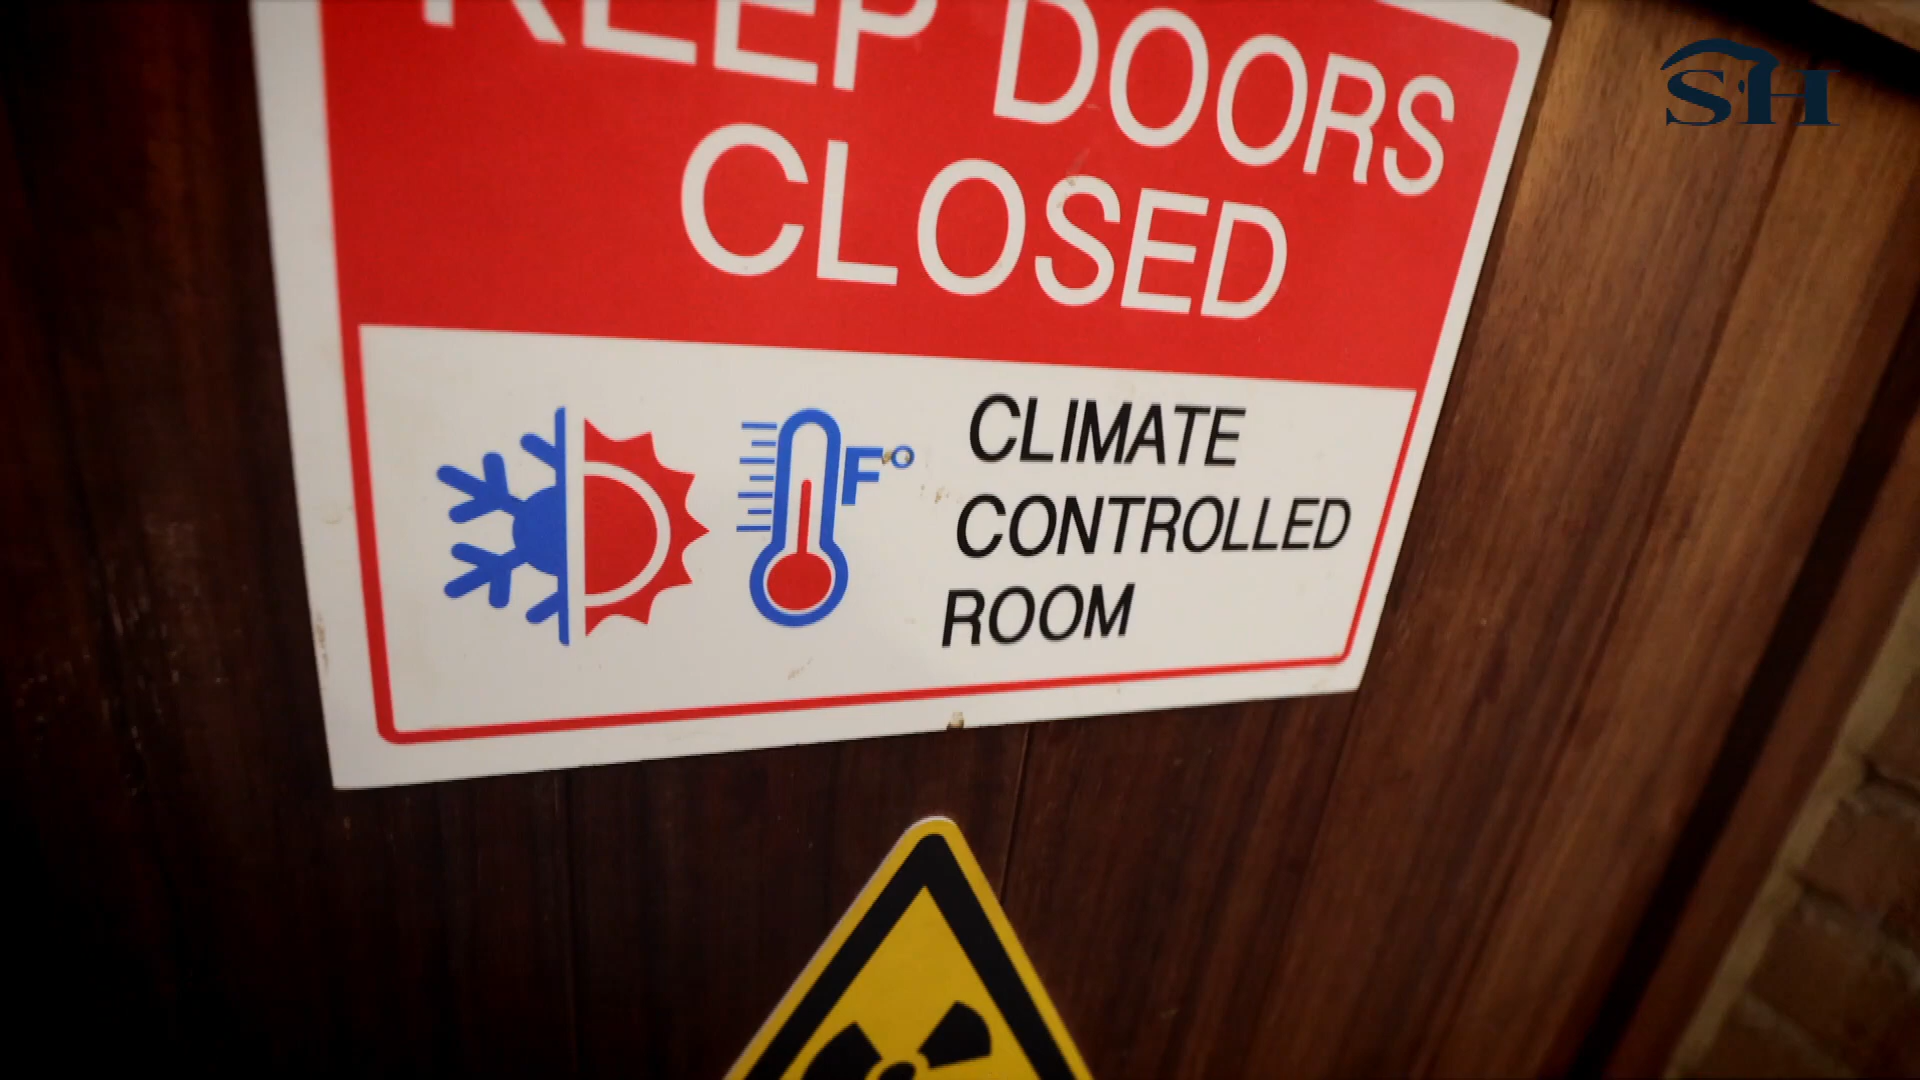 KEEP DOORS
CLOSED
F°
CLIMATE
CONTROLLED
ROOM
SH